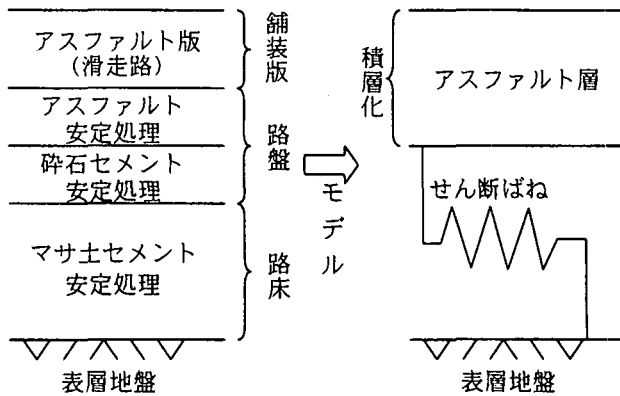 アスファルト版
(滑走路)
舗装版
アスファルト
安定処理
砕石セメント
安定処理
路盤
マサ土セメント
安定処理
路床
表層地盤
モデル
積層化
アスファルト層
せん断ばね
表層地盤